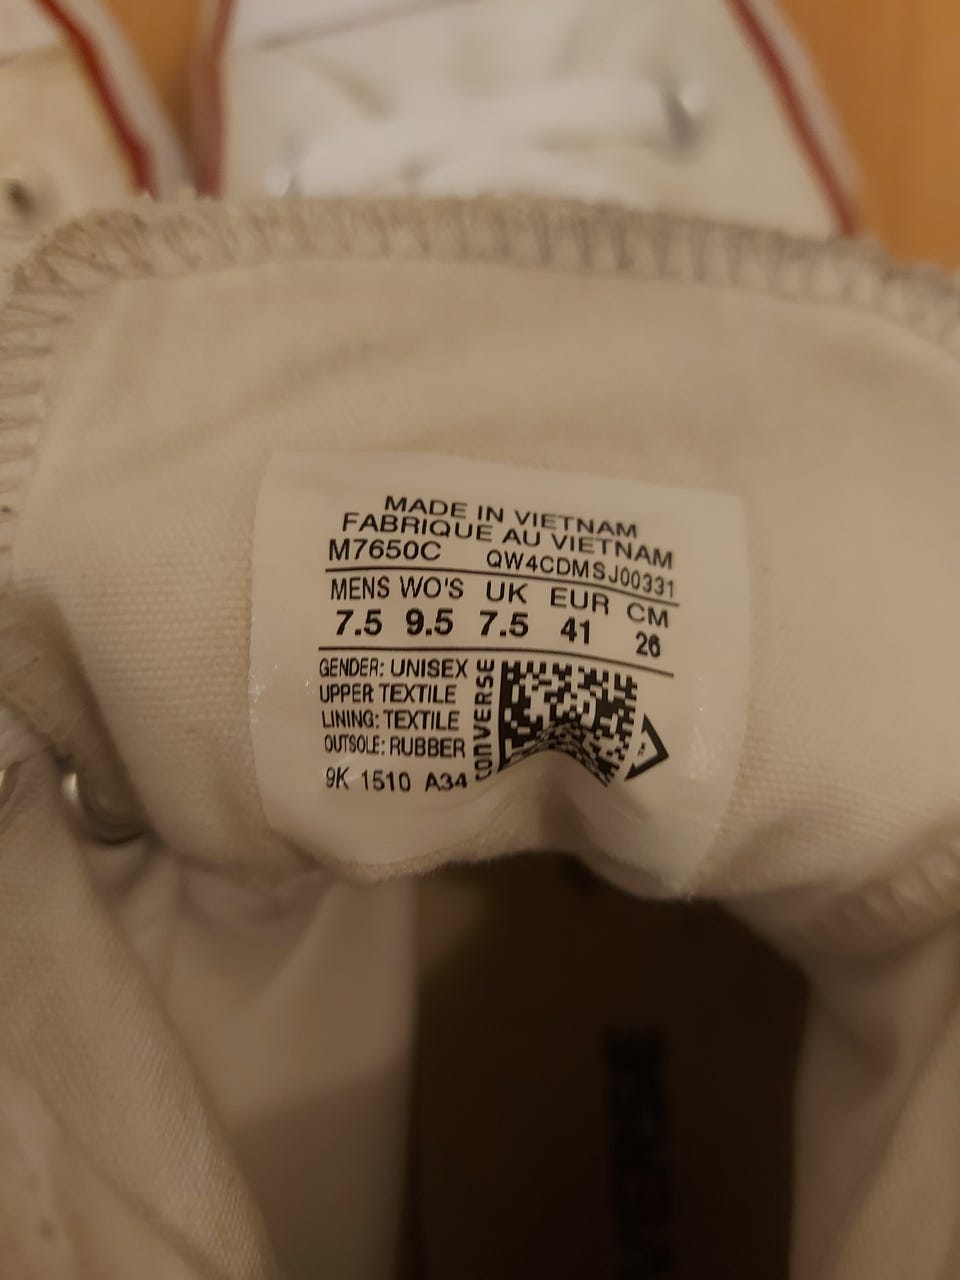 MADE IN VIETNAM
FABRIQUE AU VIETNAM
M7650C QW4CDMSJ00331
MENS WO'S UK EUR CM
7.5 9.5 7.5 41 26
GENDER: UNISEX
UPPER TEXTILE
LINING: TEXTILE
OUTSOLE: RUBBER
9K 1510 A34
CONVERSE